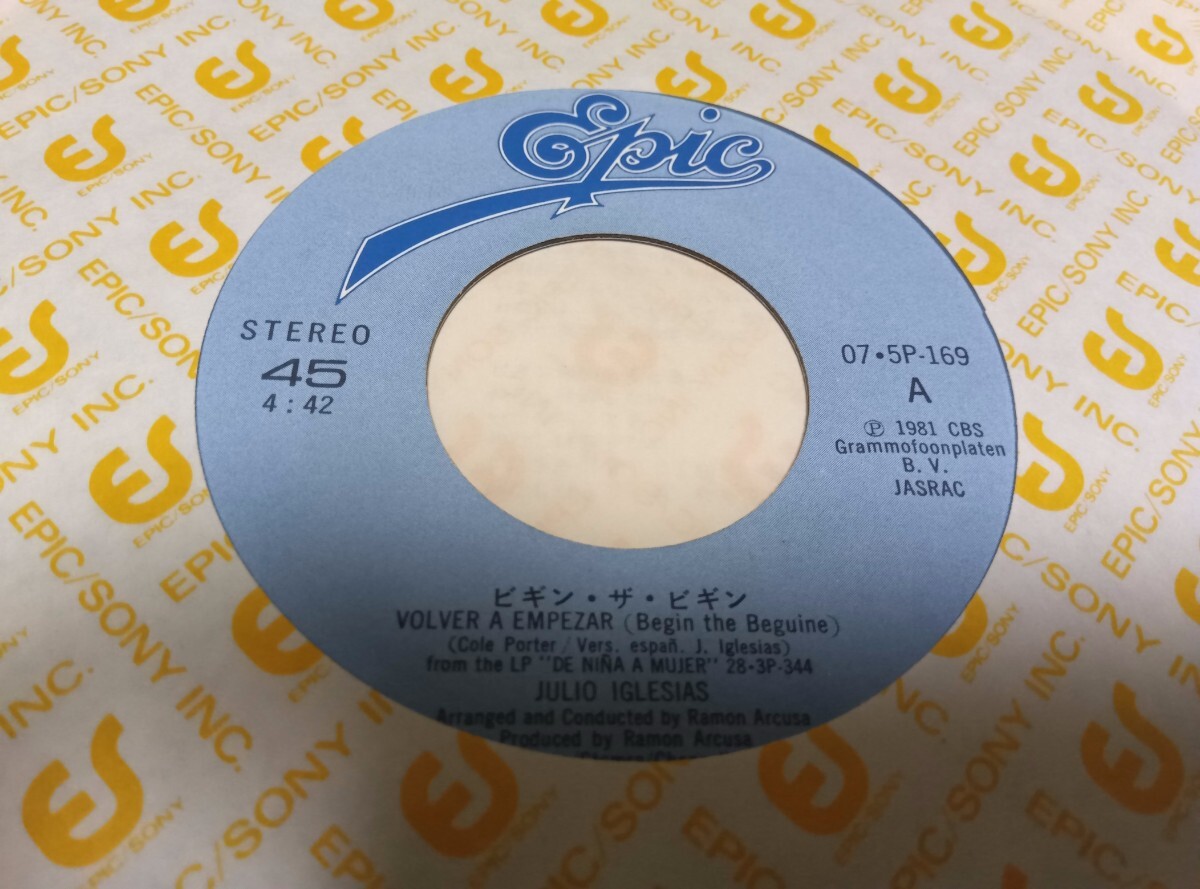 Epic
STEREO
45
4:42
07•5P-169
A
Ⓟ 1981 CBS
Grammofoonplaten
B. V.
JASRAC
ビギン・ザ・ビギン
VOLVER A EMPEZAR (Begin the Beguine)
(Cole Porter / Vers. españ. J. Iglesias)
from the LP "DE NIÑA A MUJER" 28•3P-344
JULIO IGLESIAS
Arranged and Conducted by Ramon Arcusa
Produced by Ramon Arcusa
EPIC/SONY INC.
EPIC/SONY